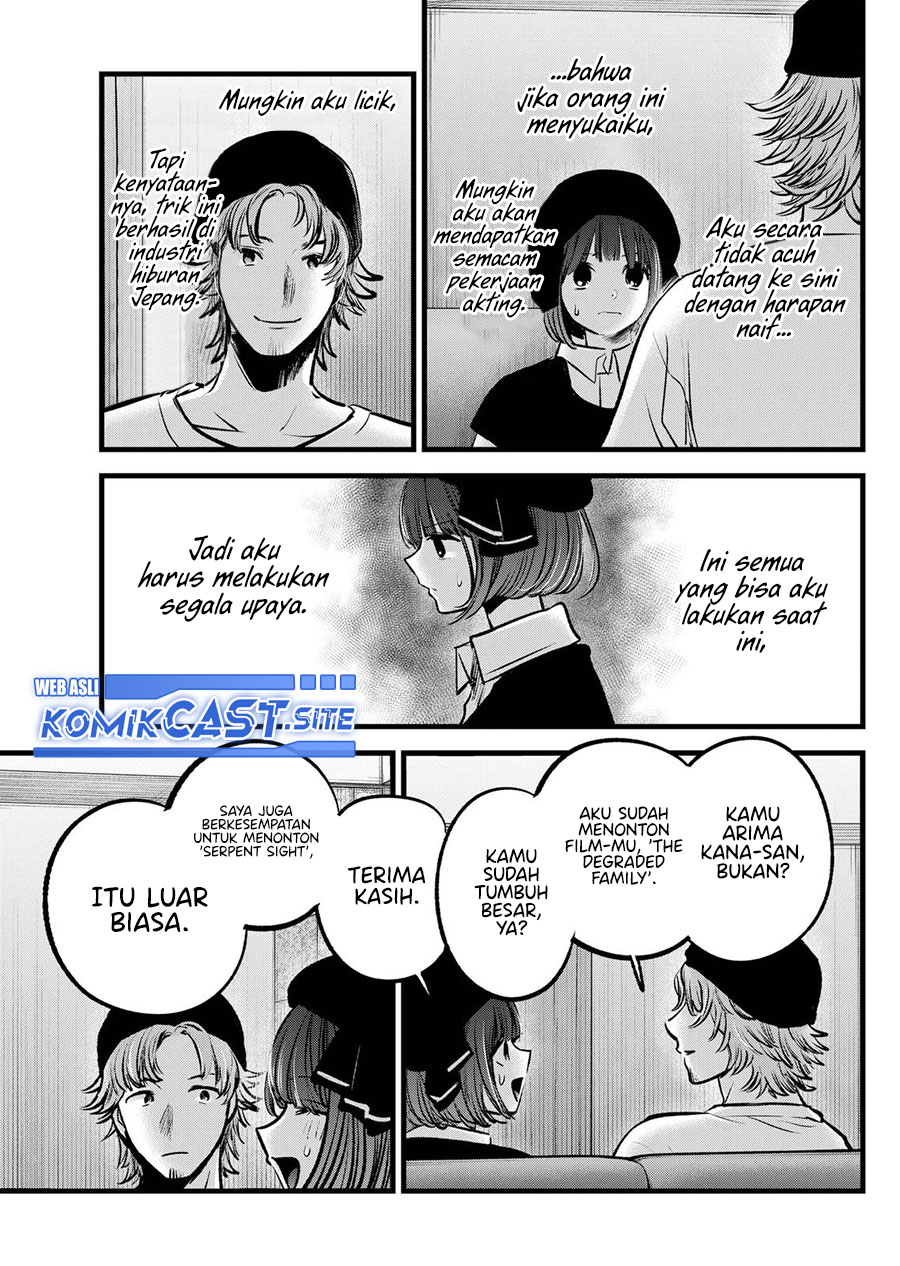 Aku secara
tidak acuh
datang ke sini
dengan harapan
naif...
...bahwa
jika orang ini
menyukaiku,
Mungkin
aku akan
mendapatkan
semacam
pekerjaan
akting.
Mungkin aku licik,
Tapi
kenyataan-
nya, trik ini
berhasil di
industri
hiburan
Jepang.
Ini semua
yang bisa aku
lakukan saat
ini,
Jadi aku
harus melakukan
segala upaya.
WEB ASLI
KOMIKCAST.SITE
KAMU
ARIMA
KANA-SAN,
BUKAN?
AKU SUDAH
MENONTON
FILM-MU, 'THE
DEGRADED
FAMILY'.
KAMU
SUDAH
TUMBUH
BESAR,
YA?
TERIMA
KASIH.
SAYA JUGA
BERKESEMPATAN
UNTUK MENONTON
'SERPENT SIGHT',
ITU LUAR
BIASA.